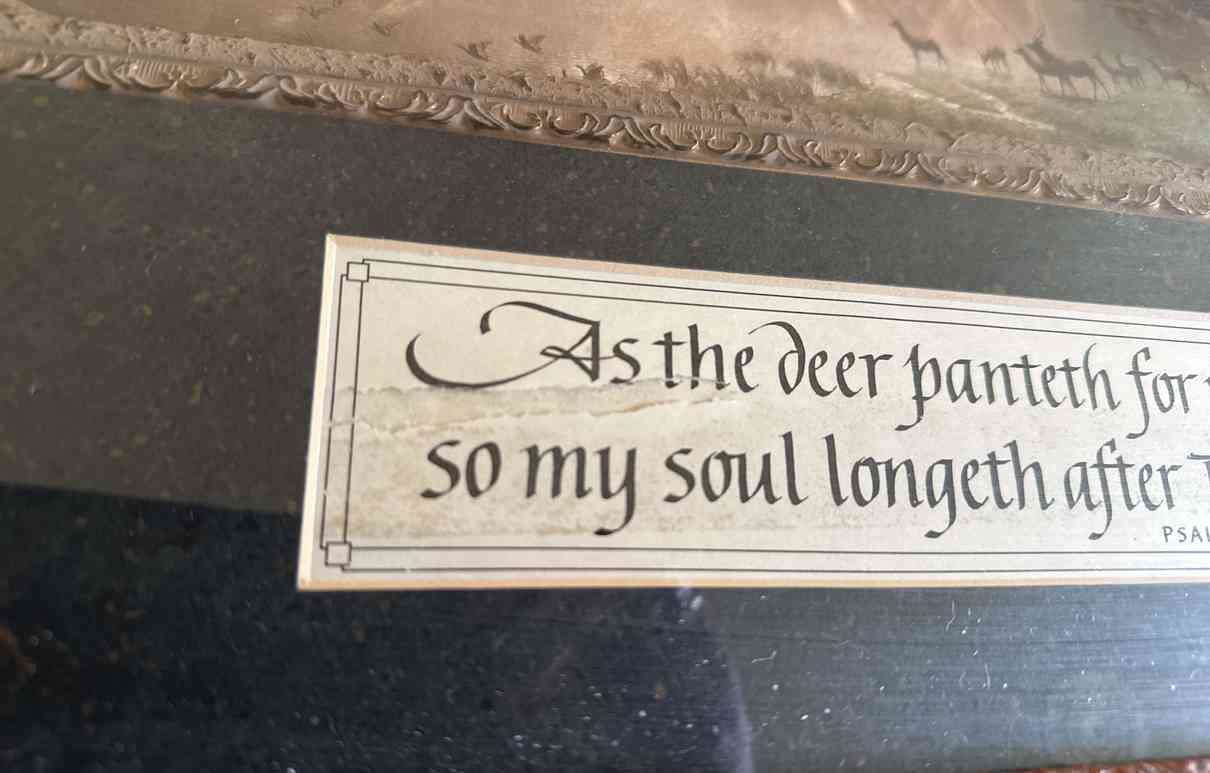 As the deer panteth for
so my soul longeth after